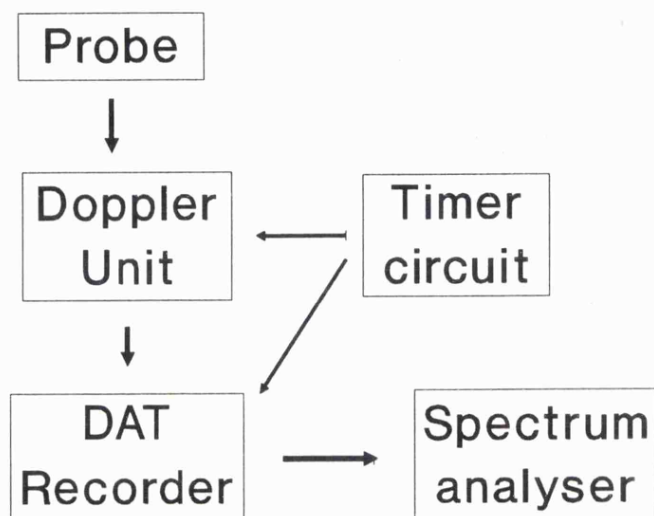 Probe
Doppler
Unit
Timer
circuit
DAT
Recorder
Spectrum
analyser